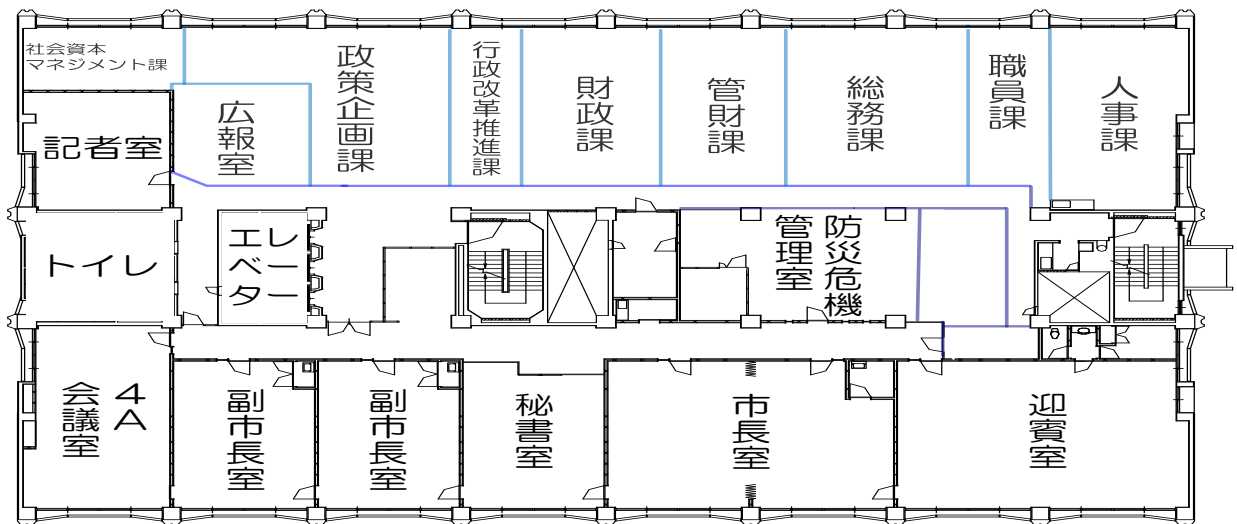 社会資本
マネジメント課
政策企画課
行政改革推進課
財政課
管財課
総務課
職員課
人事課
広報室
記者室
トイレ
エレ
ベー
ター
防災危機
管理室
4A
会議室
副市長室
副市長室
秘書室
市長室
迎賓室